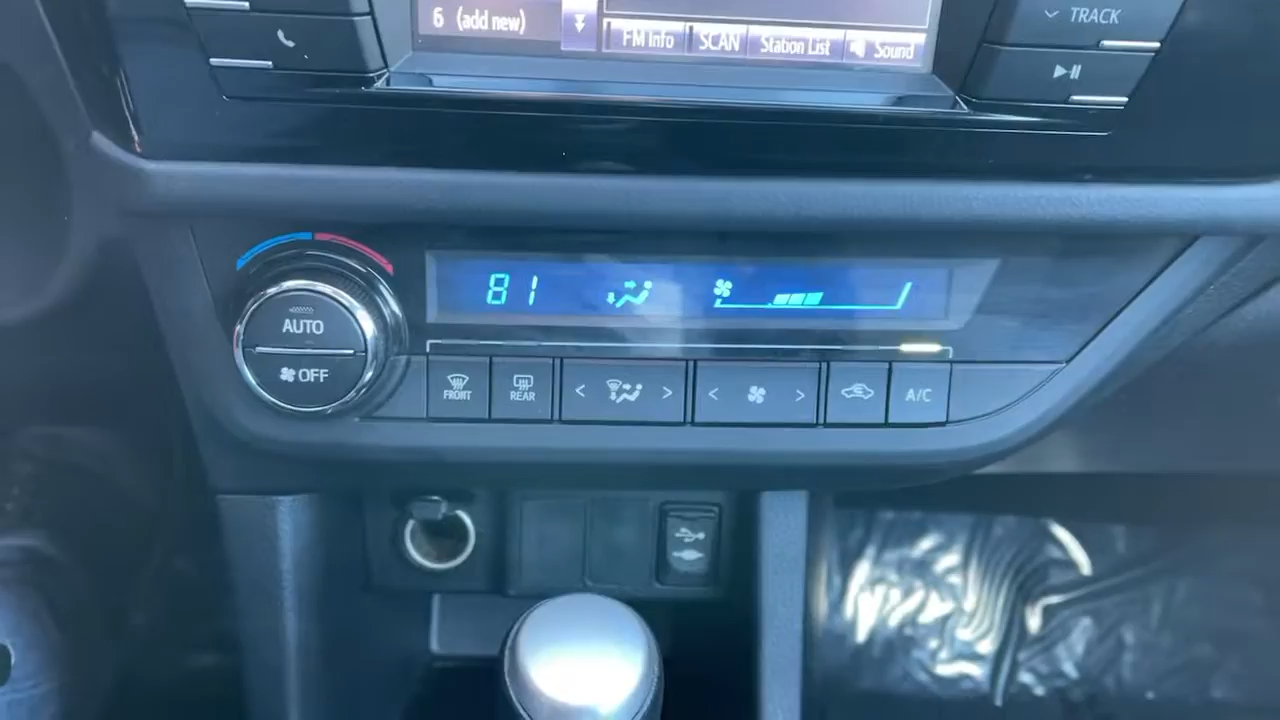 TRACK
6 (add new)
FM Info
SCAN
Station List
Sound
81
AUTO
OFF
FRONT
REAR
A/C